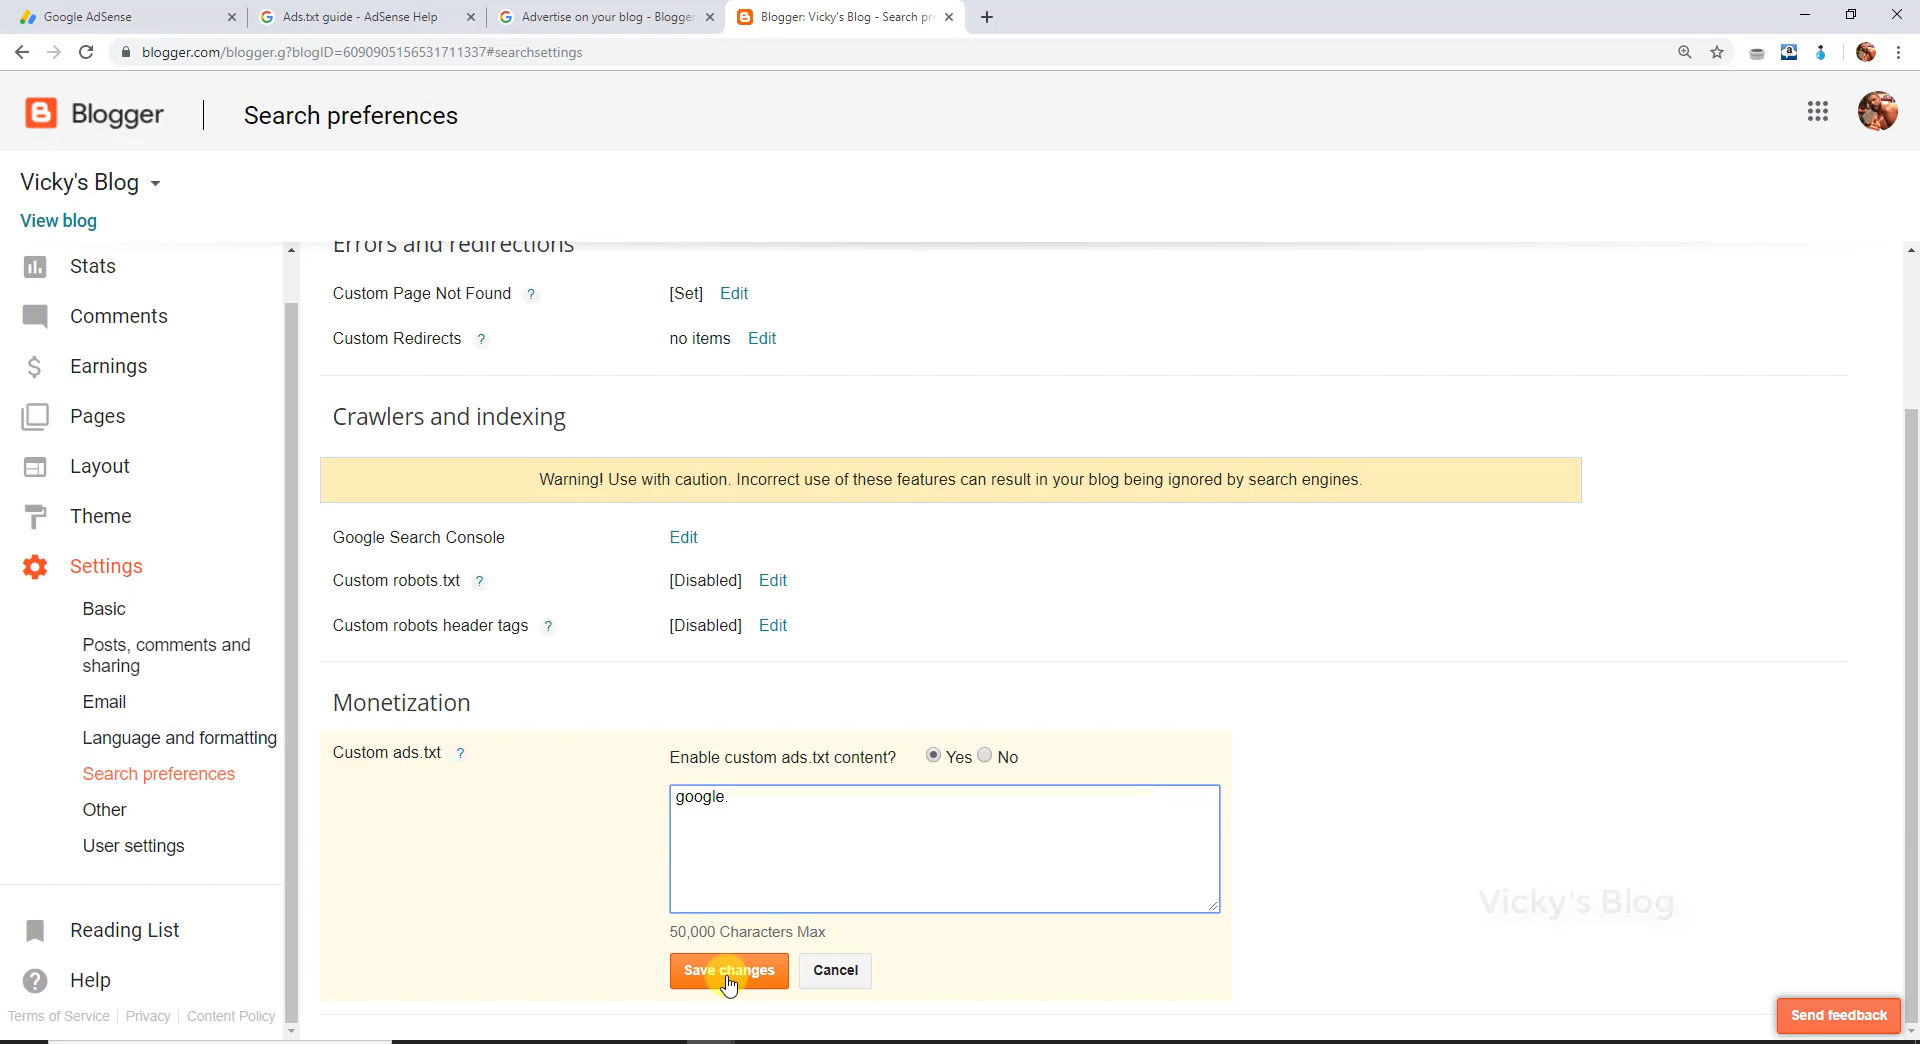 Google AdSense
Ads.txt guide - AdSense Help
Advertise on your blog - Blogger
Blogger: Vicky's Blog - Search pr
blogger.com/blogger.g?blogID=6090905156531711337#searchsettings
Blogger
Search preferences
Vicky's Blog
View blog
Stats
Comments
Earnings
Pages
Layout
Theme
Settings
Basic
Posts, comments and
sharing
Email
Language and formatting
Search preferences
Other
User settings
Reading List
Help
Terms of Service | Privacy | Content Policy
Errors and redirections
Custom Page Not Found ? [Set] Edit
Custom Redirects ? no items Edit
Crawlers and indexing
Warning! Use with caution. Incorrect use of these features can result in your blog being ignored by search engines.
Google Search Console Edit
Custom robots.txt ? [Disabled] Edit
Custom robots header tags ? [Disabled] Edit
Monetization
Custom ads.txt ? Enable custom ads.txt content? Yes No
google.
50,000 Characters Max
Save changes Cancel
Vicky's Blog
Send feedback